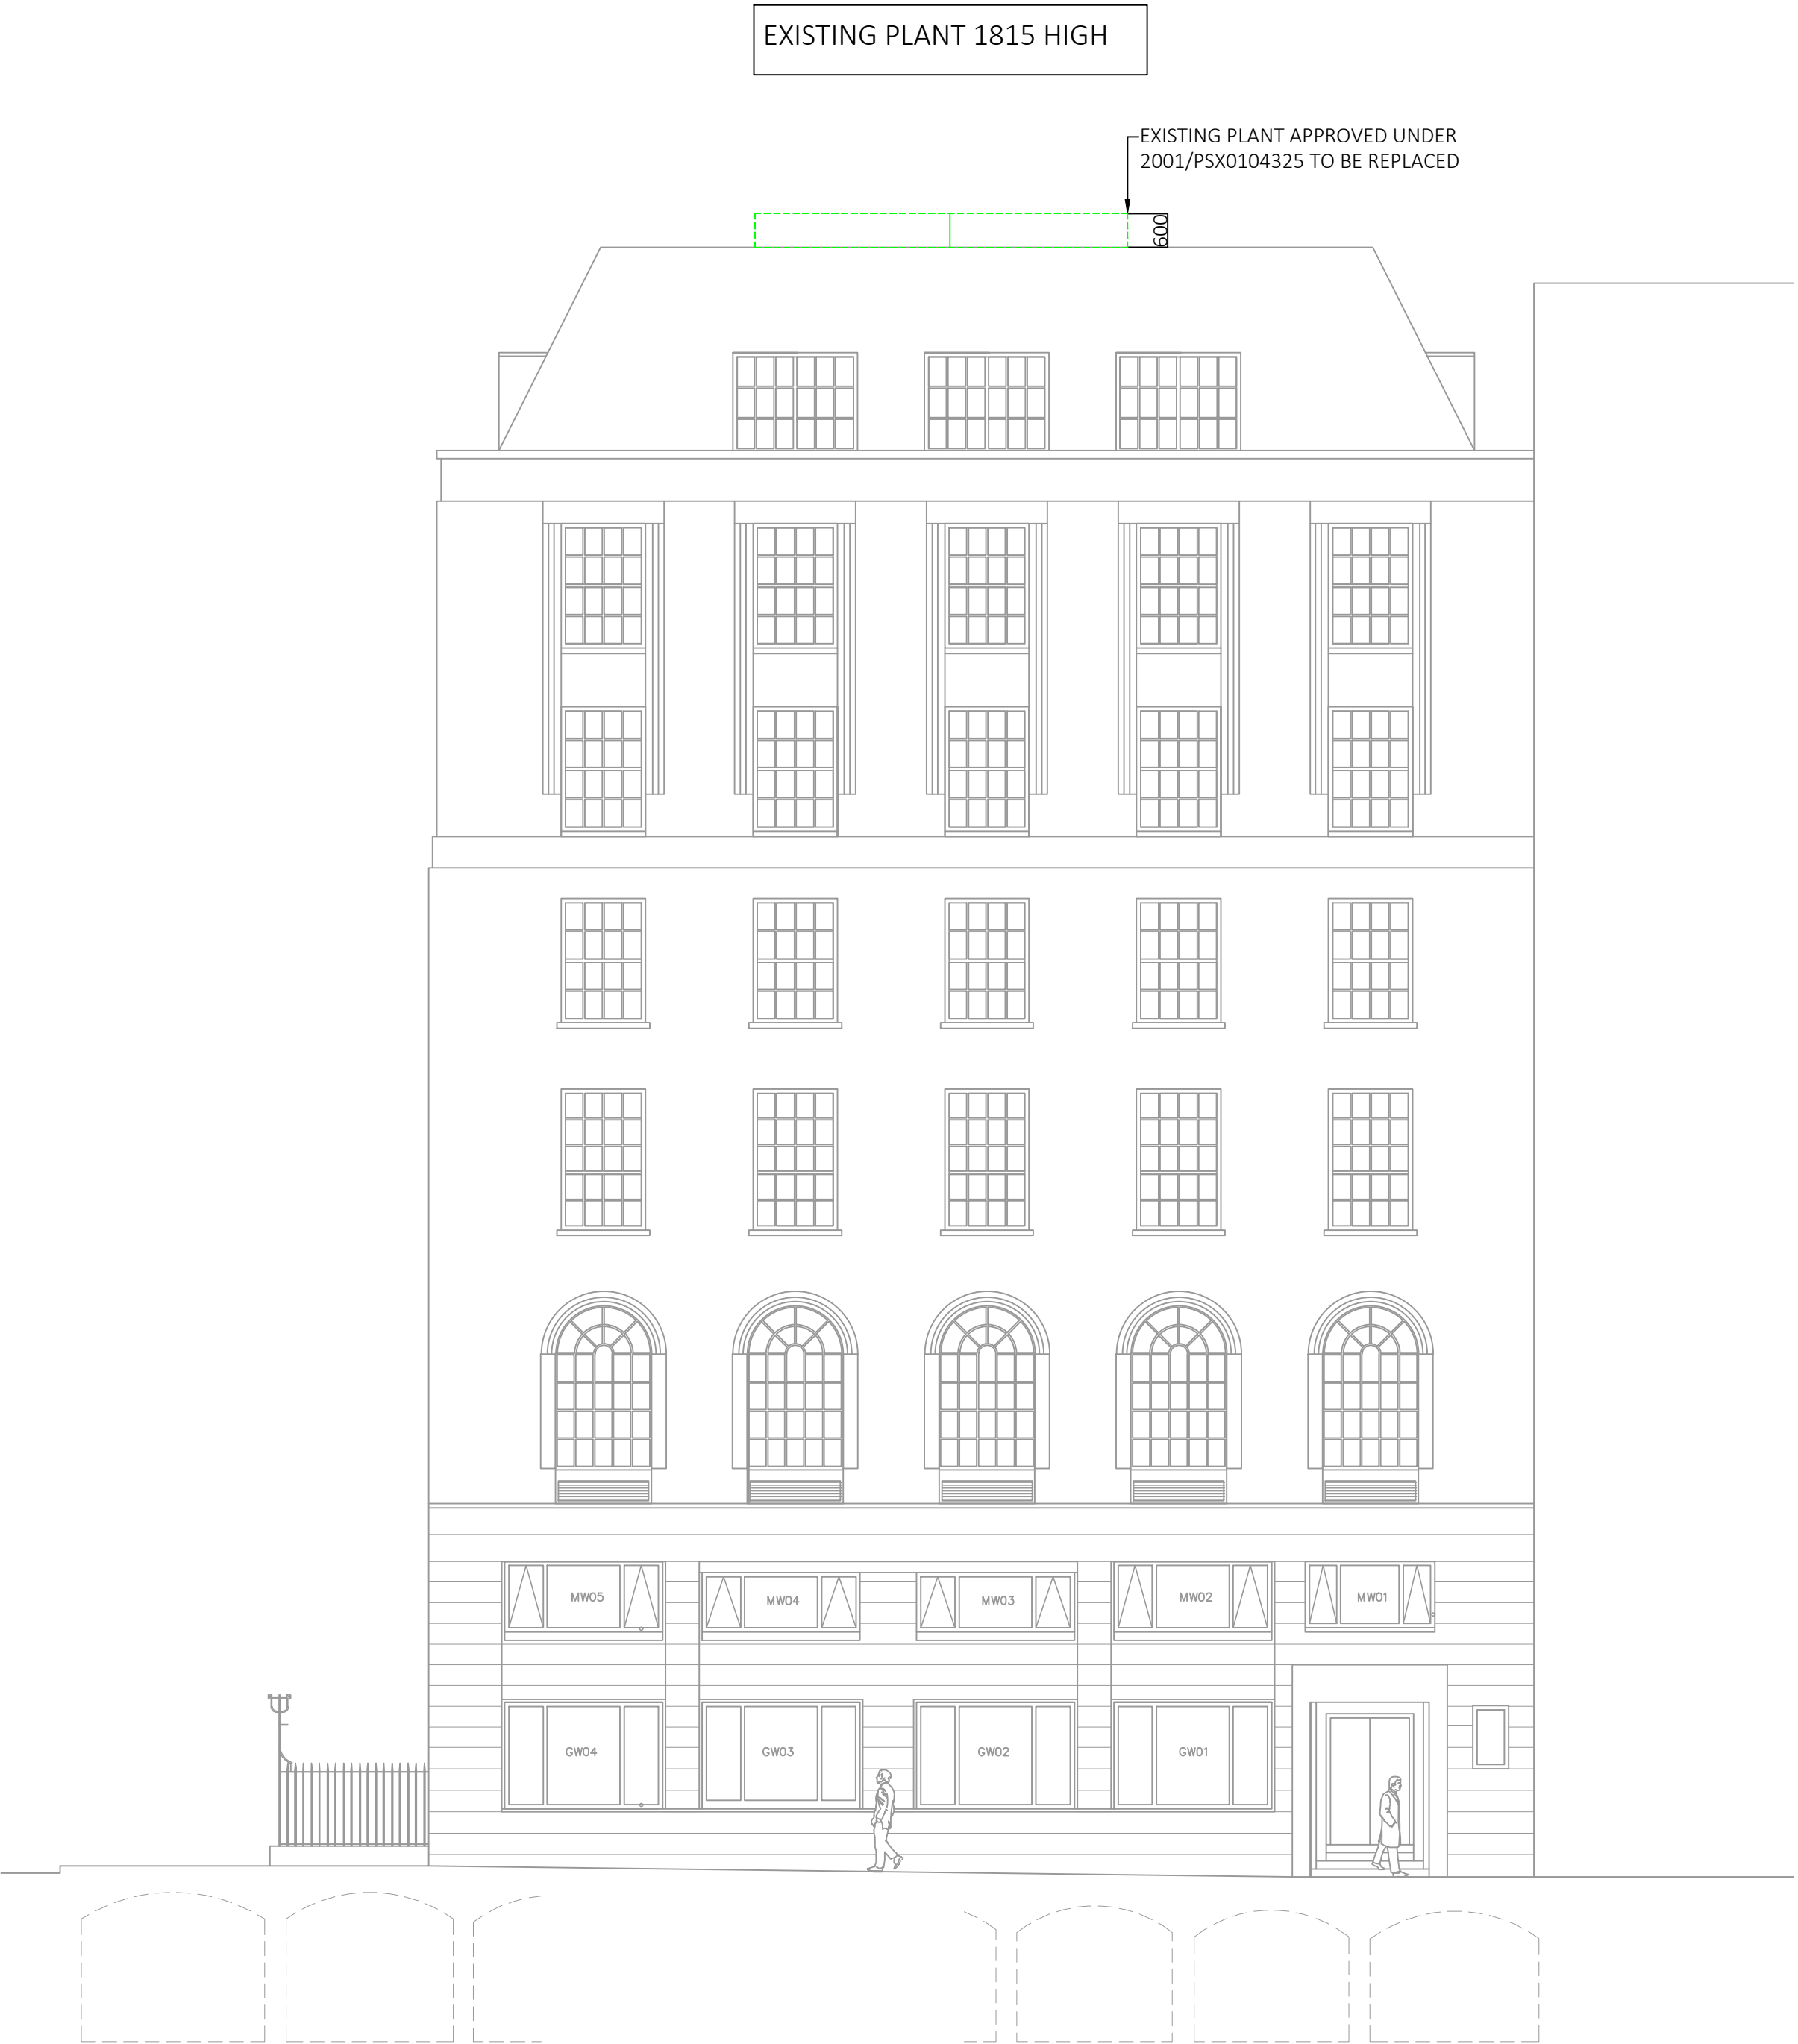 EXISTING PLANT 1815 HIGH
EXISTING PLANT APPROVED UNDER
2001/PSX0104325 TO BE REPLACED
600
MW05
MW04
MW03
MW02
MW01
GW04
GW03
GW02
GW01